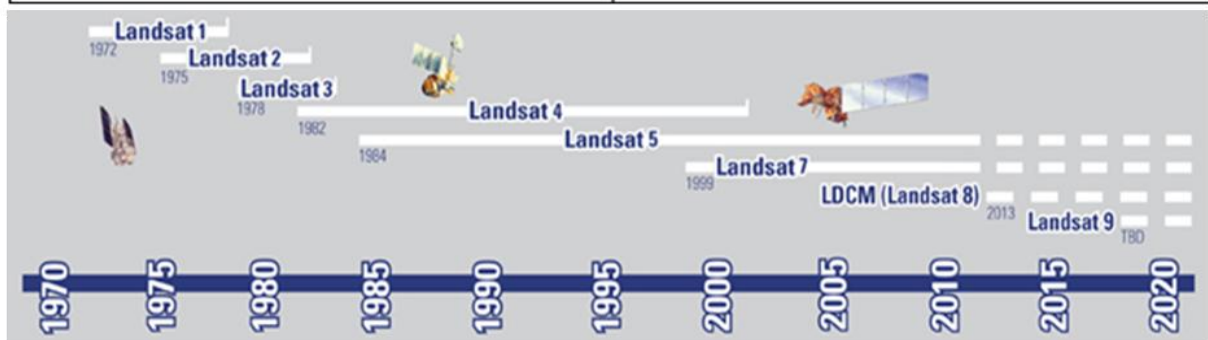 Landsat 1
1972
Landsat 2
1975
Landsat 3
1978
Landsat 4
1982
Landsat 5
1984
Landsat 7
1999
LDCM (Landsat 8)
2013
Landsat 9
TBD
1970 1975 1980 1985 1990 1995 2000 2005 2010 2015 2020